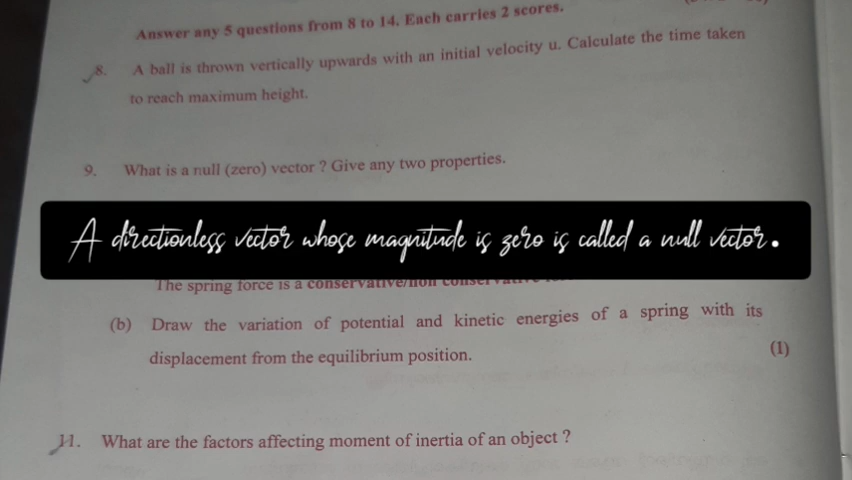 Answer any 5 questions from 8 to 14. Each carries 2 scores.
8. A ball is thrown vertically upwards with an initial velocity u. Calculate the time taken
to reach maximum height.
9. What is a null (zero) vector ? Give any two properties.
A directionless vector whose magnitude is zero is called a null vector.
The spring force is a conservative/non
(b) Draw the variation of potential and kinetic energies of a spring with its
displacement from the equilibrium position. (1)
11. What are the factors affecting moment of inertia of an object ?